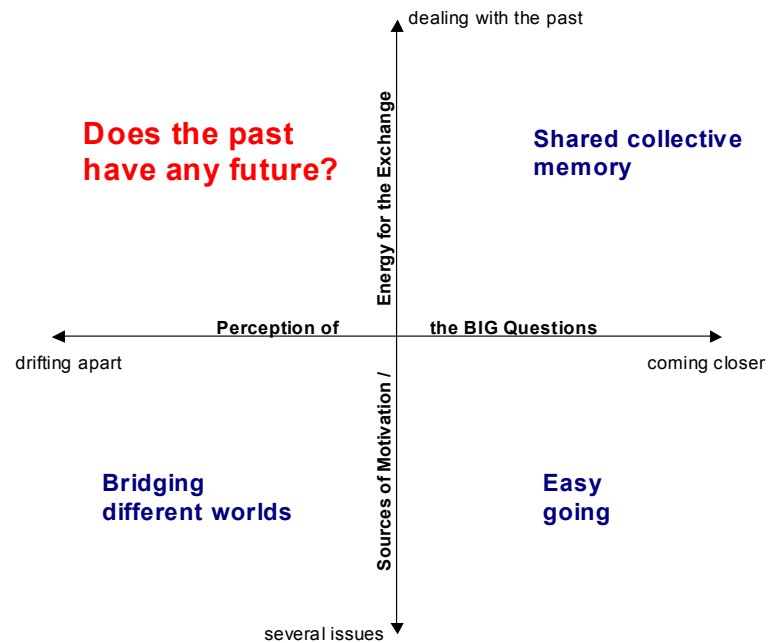 dealing with the past
Does the past
have any future?
Shared collective
memory
Sources of Motivation / Energy for the Exchange
Perception of the BIG Questions
drifting apart
coming closer
Bridging
different worlds
Easy
going
several issues